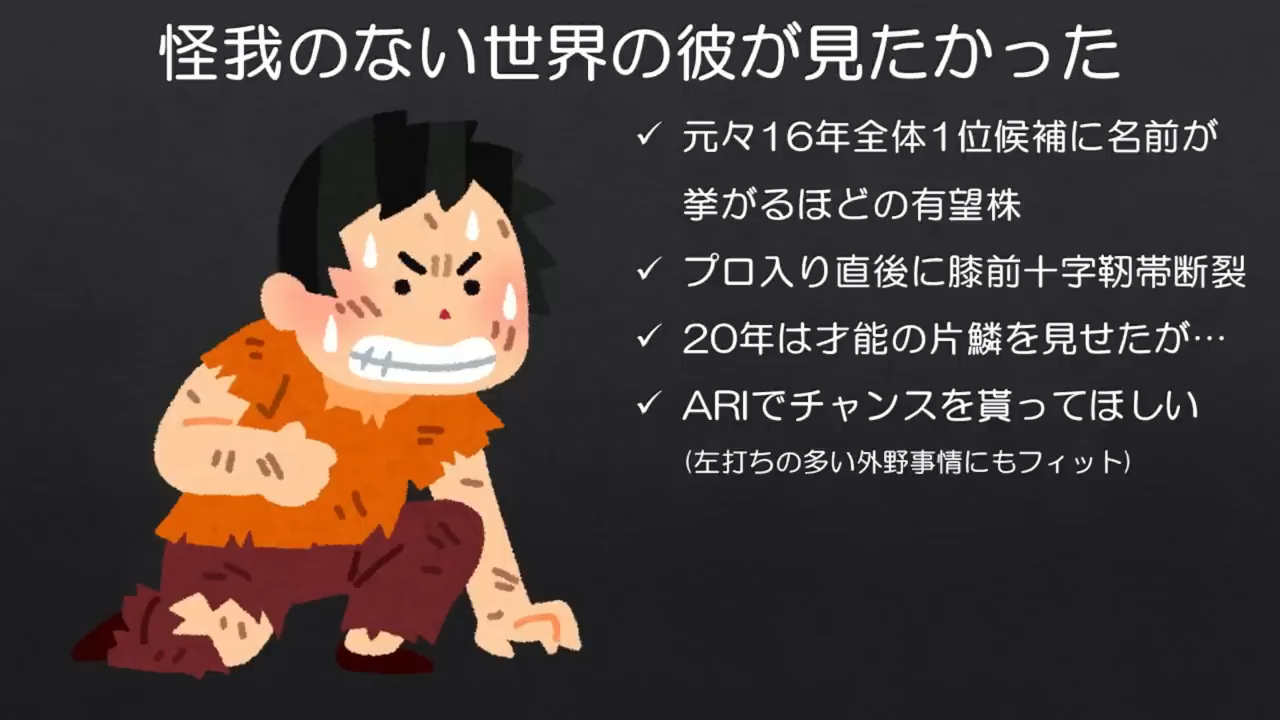 怪我のない世界の彼が見たかった
✓ 元々16年全体1位候補に名前が
挙がるほどの有望株
✓ プロ入り直後に膝前十字靭帯断裂
✓ 20年は才能の片鱗を見せたが…
✓ ARIでチャンスを貰ってほしい
(左打ちの多い外野事情にもフィット)